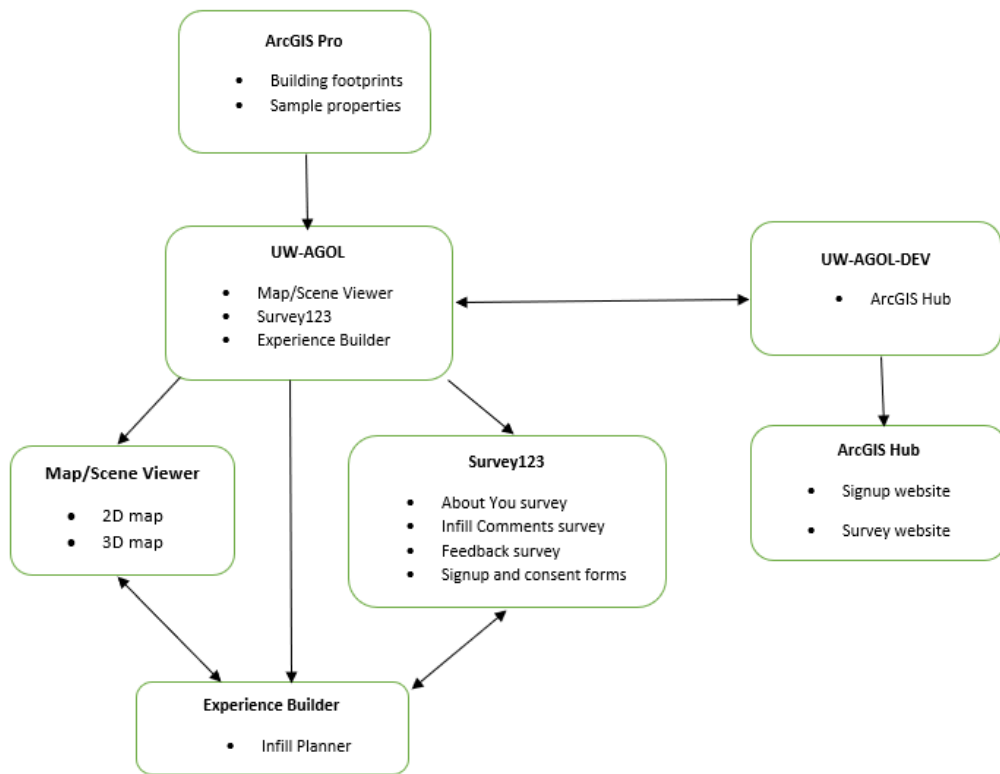 ArcGIS Pro
• Building footprints
• Sample properties
UW-AGOL
• Map/Scene Viewer
• Survey123
• Experience Builder
UW-AGOL-DEV
• ArcGIS Hub
Map/Scene Viewer
• 2D map
• 3D map
Survey123
• About You survey
• Infill Comments survey
• Feedback survey
• Signup and consent forms
ArcGIS Hub
• Signup website
• Survey website
Experience Builder
• Infill Planner